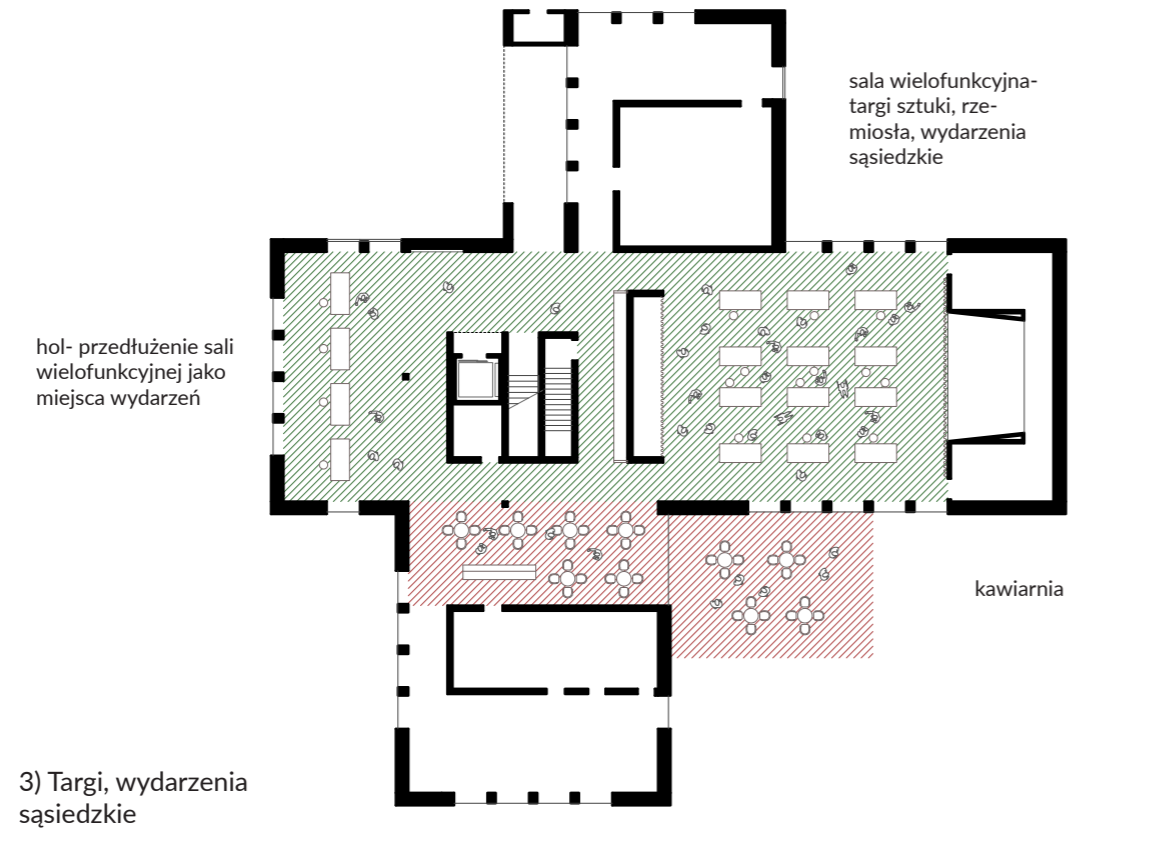 sala wielofunkcyjna-
targi sztuki, rze-
miosła, wydarzenia
sąsiedzkie
hol- przedłużenie sali
wielofunkcyjnej jako
miejsca wydarzeń
kawiarnia
3) Targi, wydarzenia
sąsiedzkie